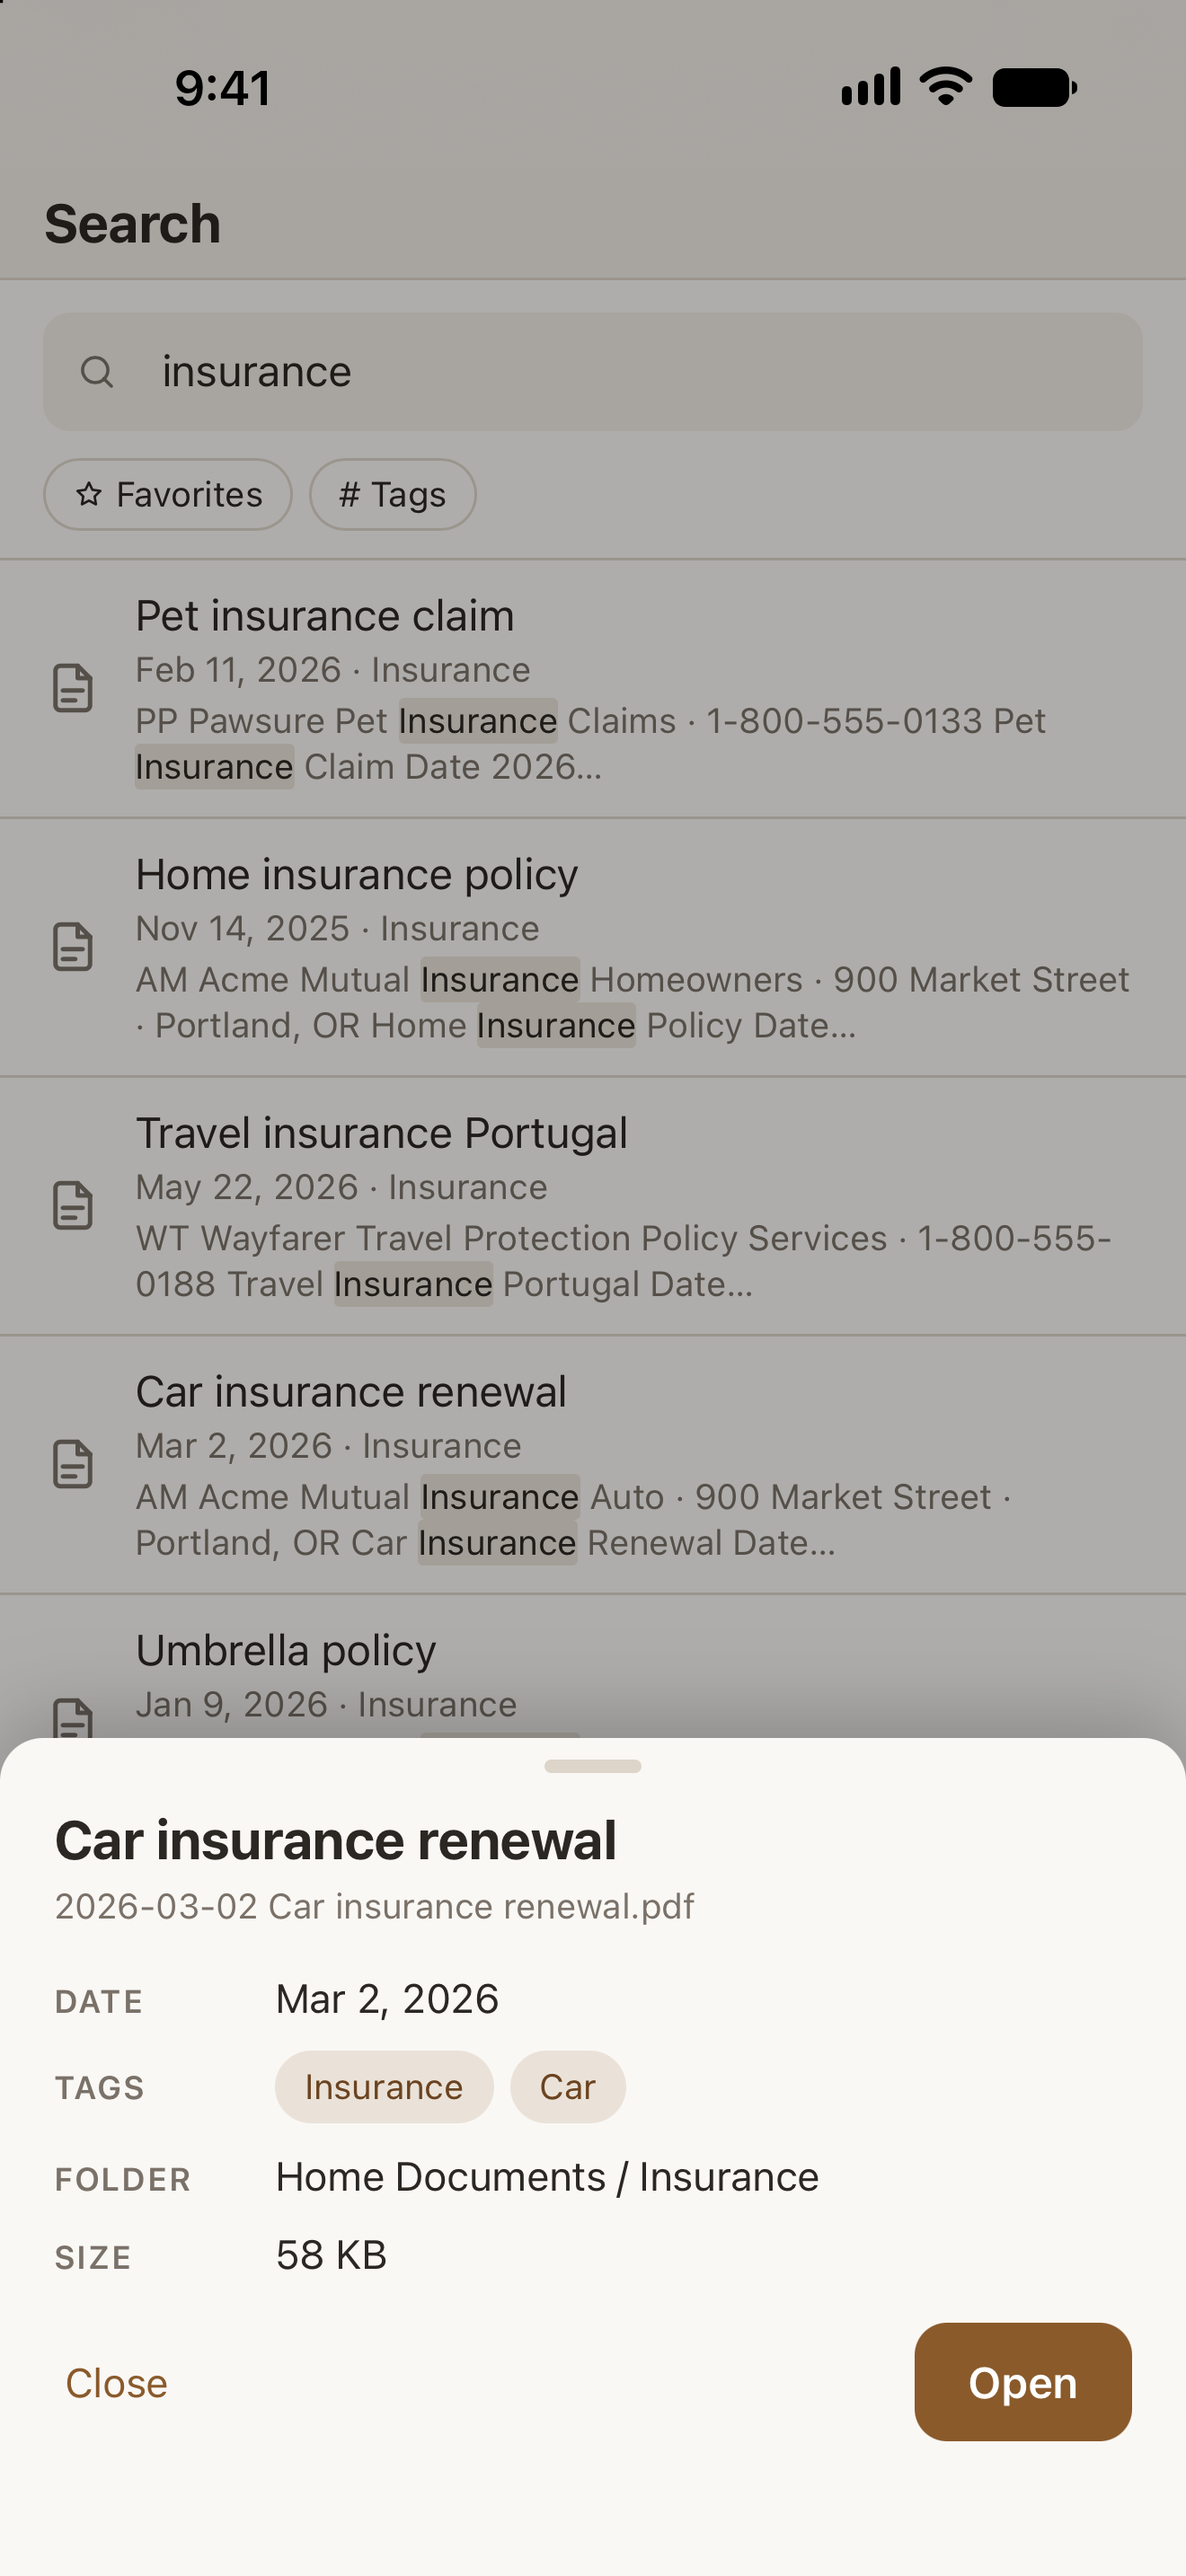 9:41
Search
insurance
Favorites
# Tags
Pet insurance claim
Feb 11, 2026 · Insurance
PP Pawsure Pet Insurance Claims · 1-800-555-0133 Pet
Insurance Claim Date 2026...
Home insurance policy
Nov 14, 2025 · Insurance
AM Acme Mutual Insurance Homeowners · 900 Market Street
· Portland, OR Home Insurance Policy Date...
Travel insurance Portugal
May 22, 2026 · Insurance
WT Wayfarer Travel Protection Policy Services · 1-800-555-
0188 Travel Insurance Portugal Date...
Car insurance renewal
Mar 2, 2026 · Insurance
AM Acme Mutual Insurance Auto · 900 Market Street ·
Portland, OR Car Insurance Renewal Date...
Umbrella policy
Jan 9, 2026 · Insurance
Car insurance renewal
2026-03-02 Car insurance renewal.pdf
DATE
Mar 2, 2026
TAGS
Insurance
Car
FOLDER
Home Documents / Insurance
SIZE
58 KB
Close
Open